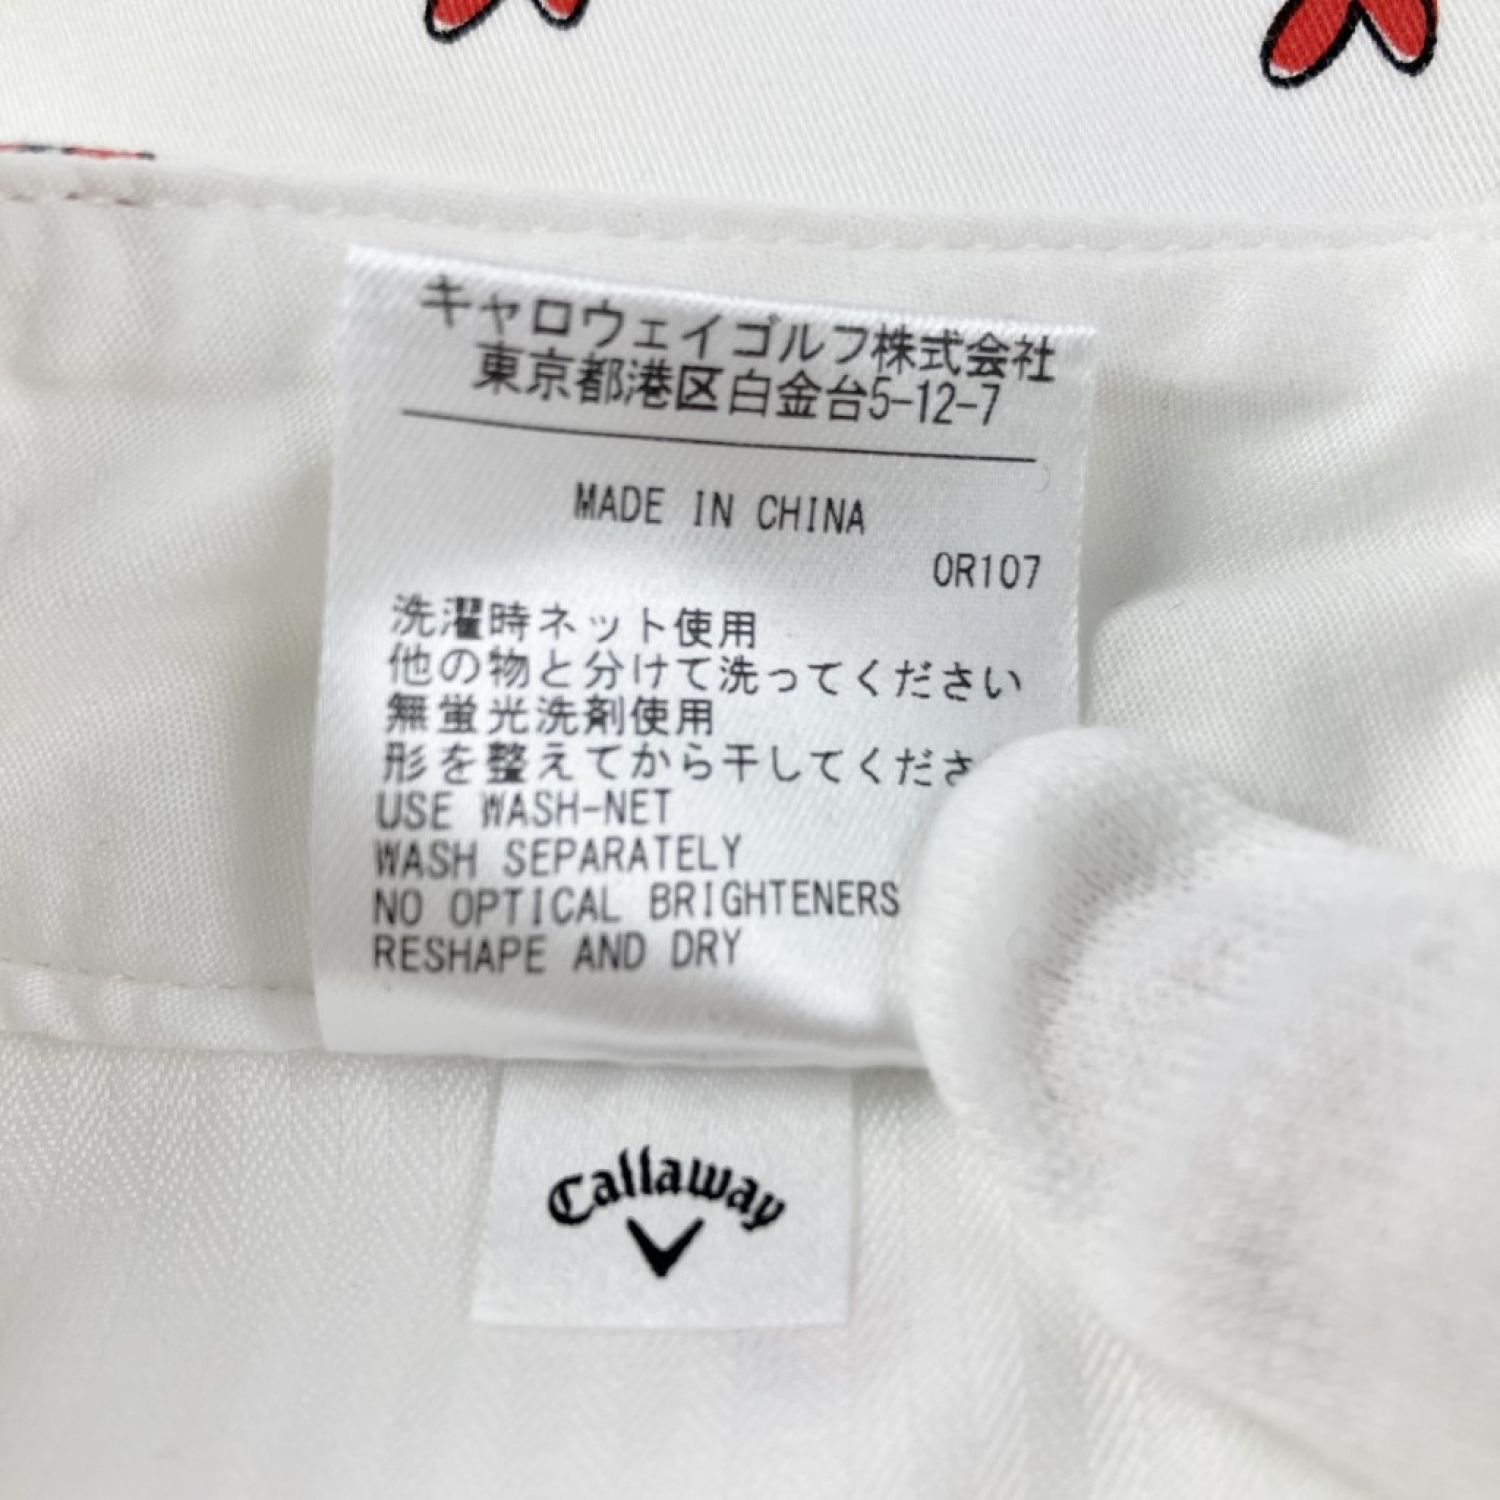 キャロウェイゴルフ株式会社
東京都港区白金台5-12-7
MADE IN CHINA
OR107
洗濯時ネット使用
他の物と分けて洗ってください
無蛍光洗剤使用
形を整えてから干してくださ
USE WASH-NET
WASH SEPARATELY
NO OPTICAL BRIGHTENERS
RESHAPE AND DRY
Callaway